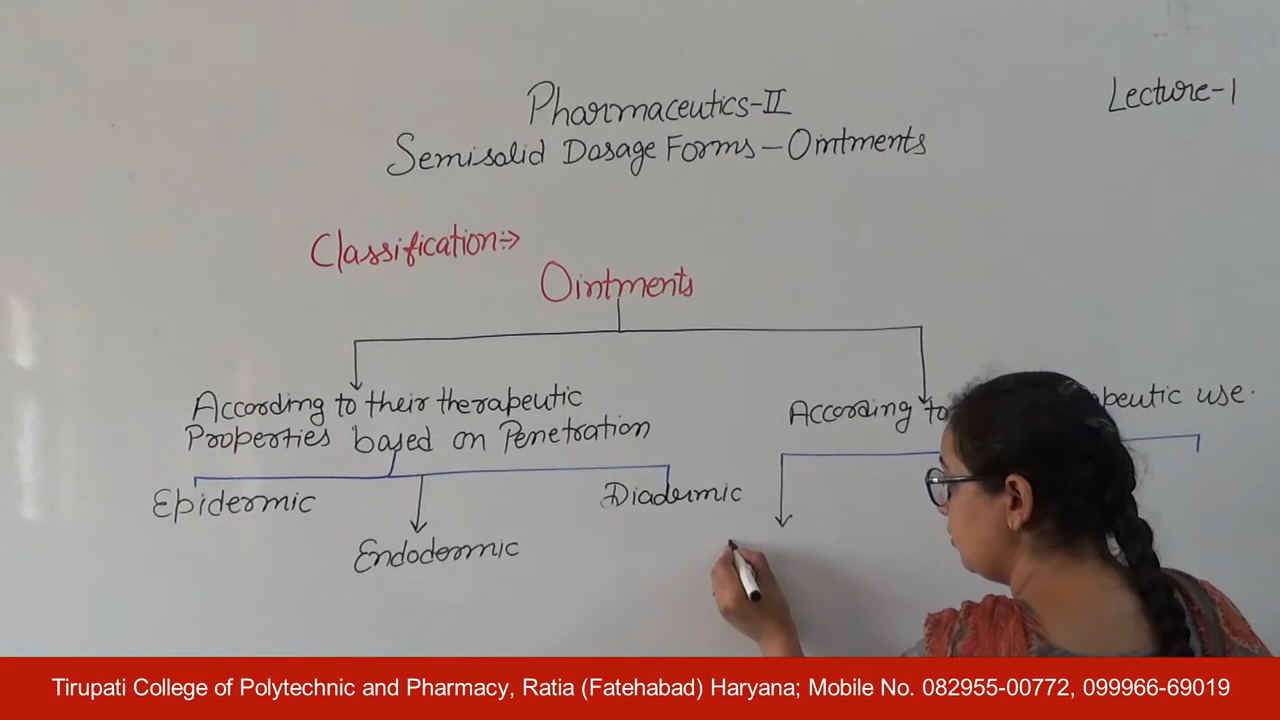 Lecture-1
Pharmaceutics-II
Semisolid Dosage Forms-Ointments
Classification:->
Ointments
According to their therapeutic
Properties based on Penetration
Epidermic
Endodermic
Diadermic
According to
use.
Tirupati College of Polytechnic and Pharmacy, Ratia (Fatehabad) Haryana; Mobile No. 082955-00772, 099966-69019